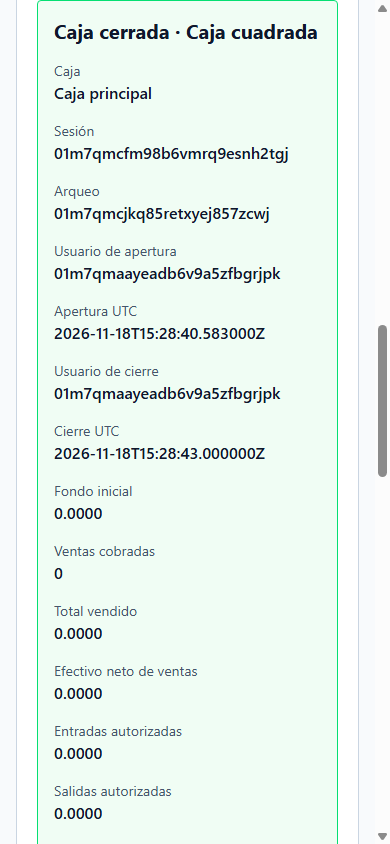 Caja cerrada · Caja cuadrada
Caja
Caja principal
Sesión
01m7qmcfm98b6vmrq9esnh2tgj
Arqueo
01m7qmcjkq85retxyej857zcwj
Usuario de apertura
01m7qmaayeadb6v9a5zfbgrjpk
Apertura UTC
2026-11-18T15:28:40.583000Z
Usuario de cierre
01m7qmaayeadb6v9a5zfbgrjpk
Cierre UTC
2026-11-18T15:28:43.000000Z
Fondo inicial
0.0000
Ventas cobradas
0
Total vendido
0.0000
Efectivo neto de ventas
0.0000
Entradas autorizadas
0.0000
Salidas autorizadas
0.0000